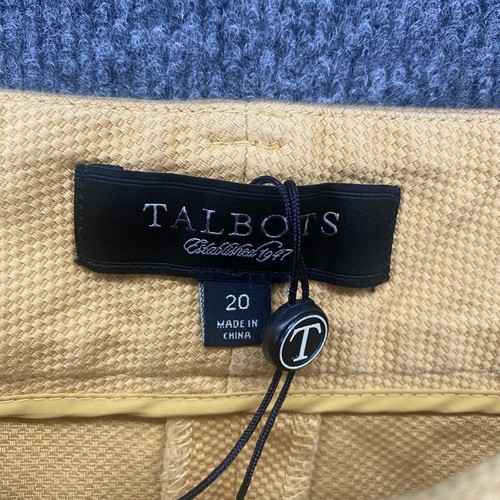 TALBOTS
Established 1947
20
MADE IN
CHINA
T